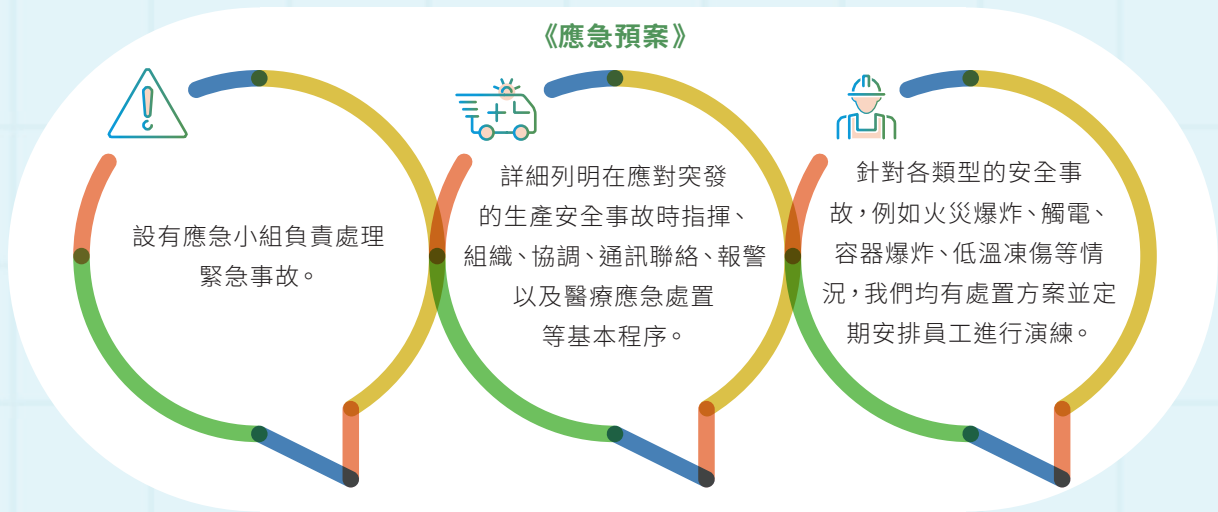 《應急預案》
設有應急小組負責處理
緊急事故。
詳細列明在應對突發
的生產安全事故時指揮、
組織、協調、通訊聯絡、報警
以及醫療應急處置
等基本程序。
針對各類型的安全事
故，例如火災爆炸、觸電、
容器爆炸、低溫凍傷等情
況，我們均有處置方案並定
期安排員工進行演練。